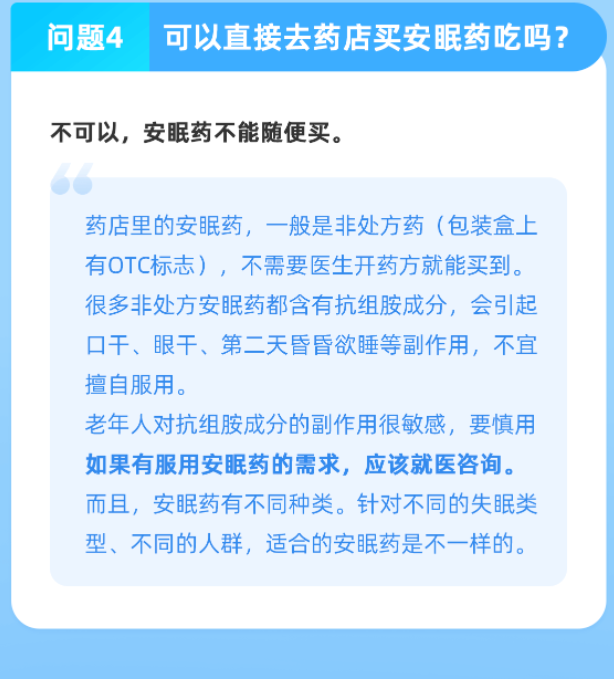 问题4 可以直接去药店买安眠药吃吗？
不可以，安眠药不能随便买。
药店里的安眠药，一般是非处方药（包装盒上
有OTC标志），不需要医生开药方就能买到。
很多非处方安眠药都含有抗组胺成分，会引起
口干、眼干、第二天昏昏欲睡等副作用，不宜
擅自服用。
老年人对抗组胺成分的副作用很敏感，要慎用
如果有服用安眠药的需求，应该就医咨询。
而且，安眠药有不同种类。针对不同的失眠类
型、不同的人群，适合的安眠药是不一样的。